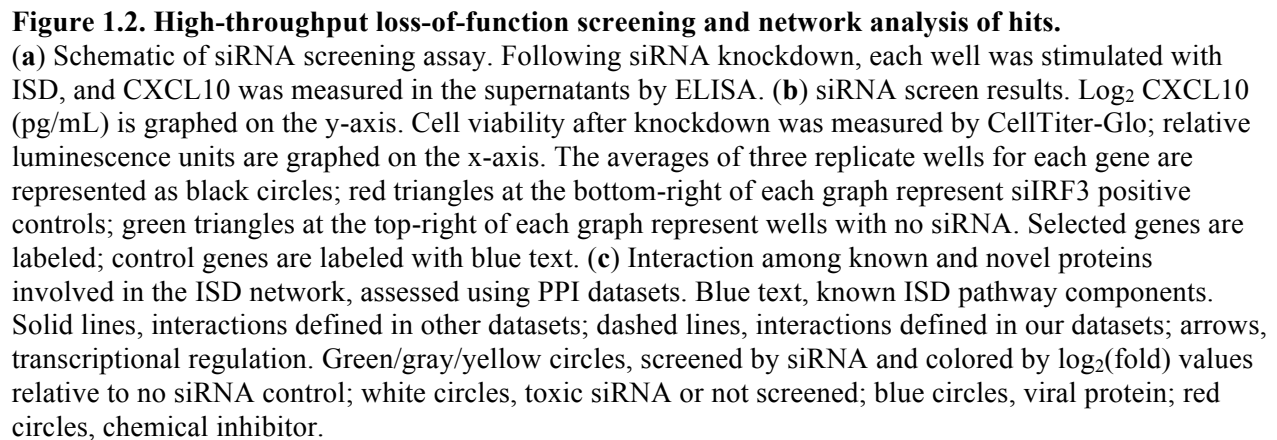 Figure 1.2. High-throughput loss-of-function screening and network analysis of hits.
(a) Schematic of siRNA screening assay. Following siRNA knockdown, each well was stimulated with
ISD, and CXCL10 was measured in the supernatants by ELISA. (b) siRNA screen results. Log₂ CXCL10
(pg/mL) is graphed on the y-axis. Cell viability after knockdown was measured by CellTiter-Glo; relative
luminescence units are graphed on the x-axis. The averages of three replicate wells for each gene are
represented as black circles; red triangles at the bottom-right of each graph represent siIRF3 positive
controls; green triangles at the top-right of each graph represent wells with no siRNA. Selected genes are
labeled; control genes are labeled with blue text. (c) Interaction among known and novel proteins
involved in the ISD network, assessed using PPI datasets. Blue text, known ISD pathway components.
Solid lines, interactions defined in other datasets; dashed lines, interactions defined in our datasets; arrows,
transcriptional regulation. Green/gray/yellow circles, screened by siRNA and colored by log₂(fold) values
relative to no siRNA control; white circles, toxic siRNA or not screened; blue circles, viral protein; red
circles, chemical inhibitor.